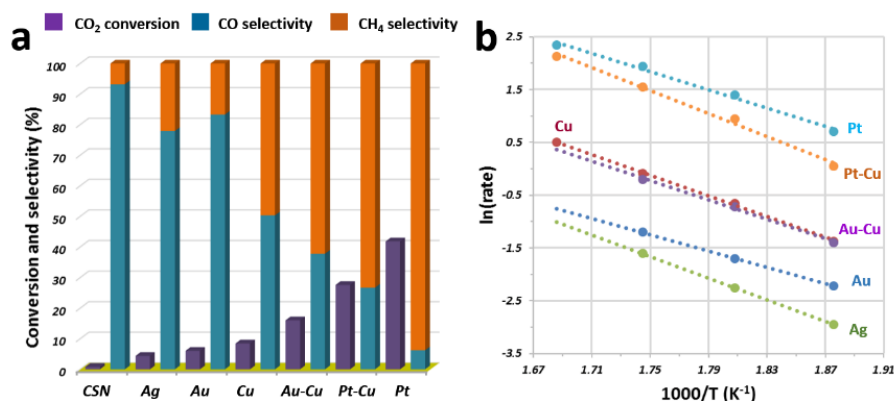 a
CO₂ conversion CO selectivity CH₄ selectivity
Conversion and selectivity (%)
100
90
80
70
60
50
40
30
20
10
0
CSN Ag Au Cu Au-Cu Pt-Cu Pt
b
ln(rate)
2.5
1.5
0.5
-0.5
-1.5
-2.5
-3.5
Pt
Cu
Pt-Cu
Au-Cu
Au
Ag
1.67 1.71 1.75 1.79 1.83 1.87 1.91
1000/T (K⁻¹)